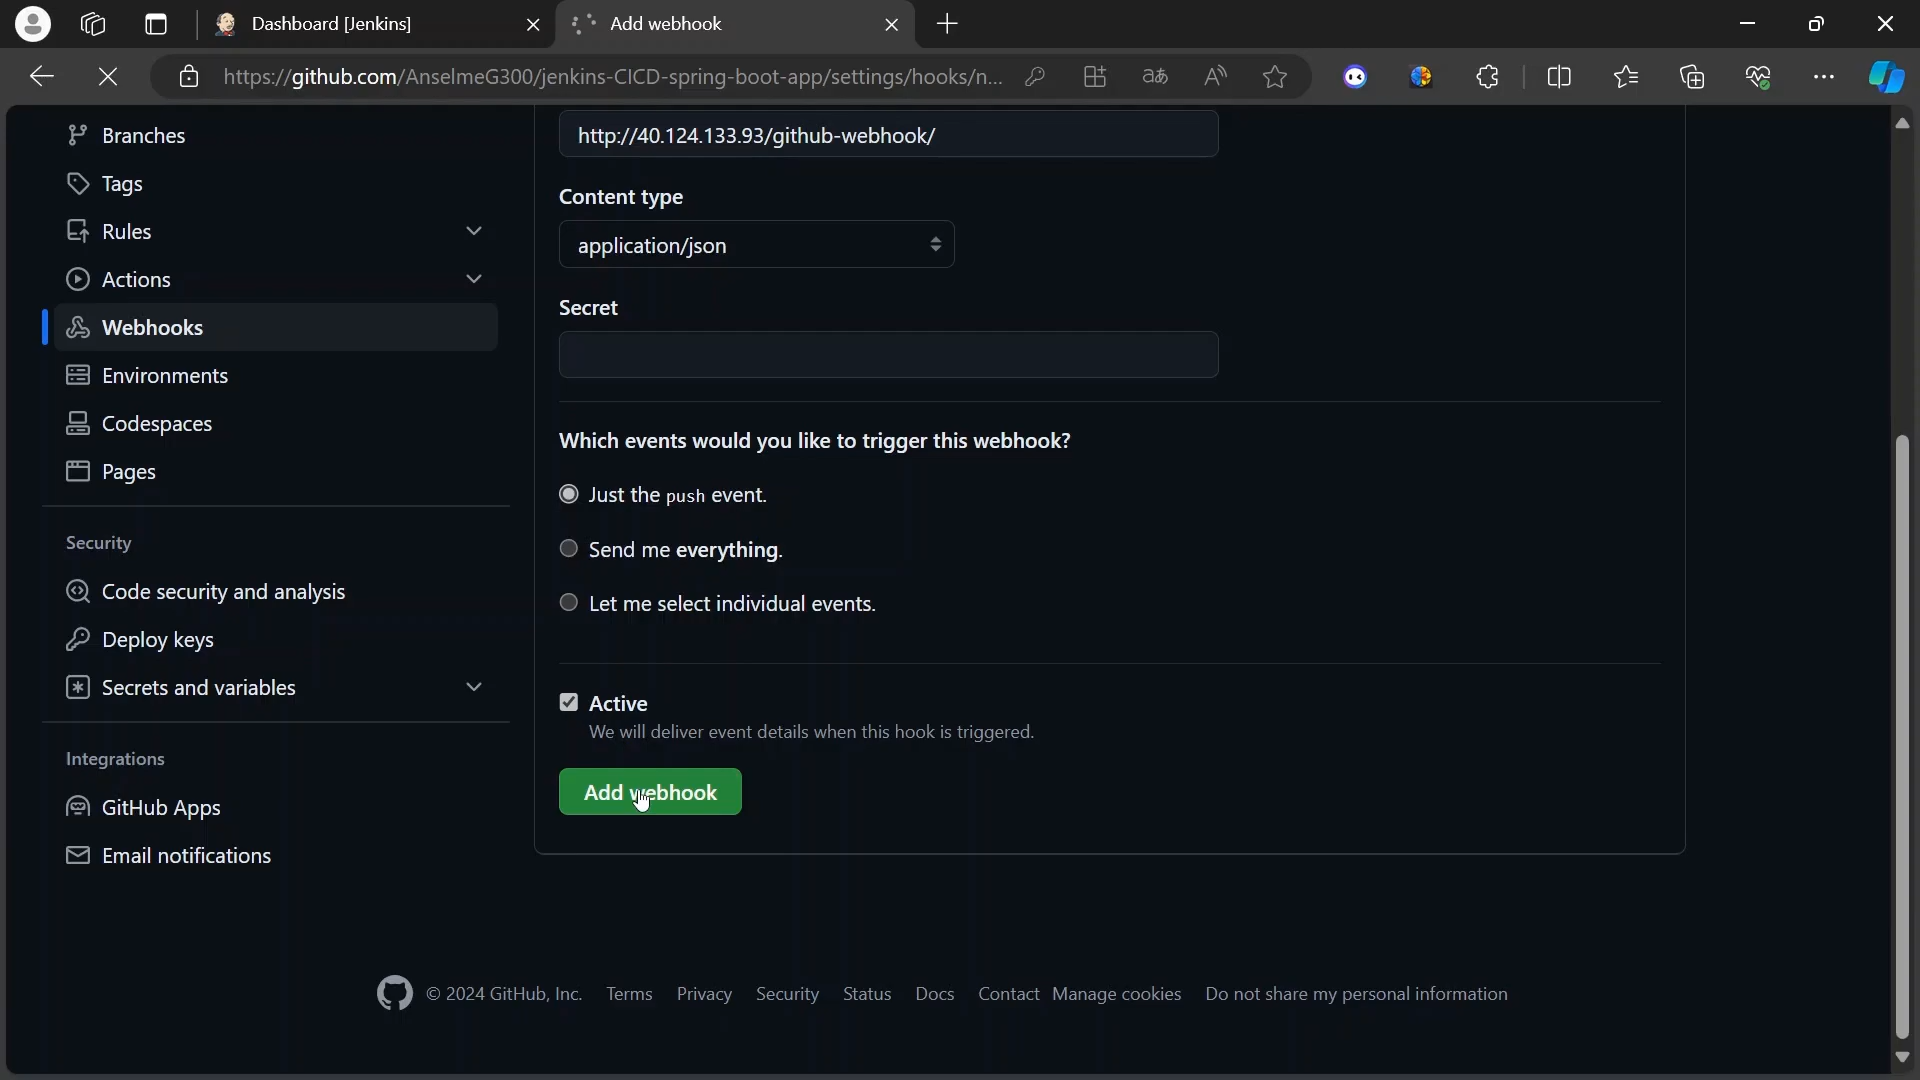 Dashboard [Jenkins]
Add webhook
https://github.com/AnselmeG300/jenkins-CICD-spring-boot-app/settings/hooks/n...
Branches
Tags
Rules
Actions
Webhooks
Environments
Codespaces
Pages
Security
Code security and analysis
Deploy keys
Secrets and variables
Integrations
GitHub Apps
Email notifications
http://40.124.133.93/github-webhook/
Content type
application/json
Secret
Which events would you like to trigger this webhook?
Just the push event.
Send me everything.
Let me select individual events.
Active
We will deliver event details when this hook is triggered.
Add webhook
© 2024 GitHub, Inc. Terms Privacy Security Status Docs Contact Manage cookies Do not share my personal information